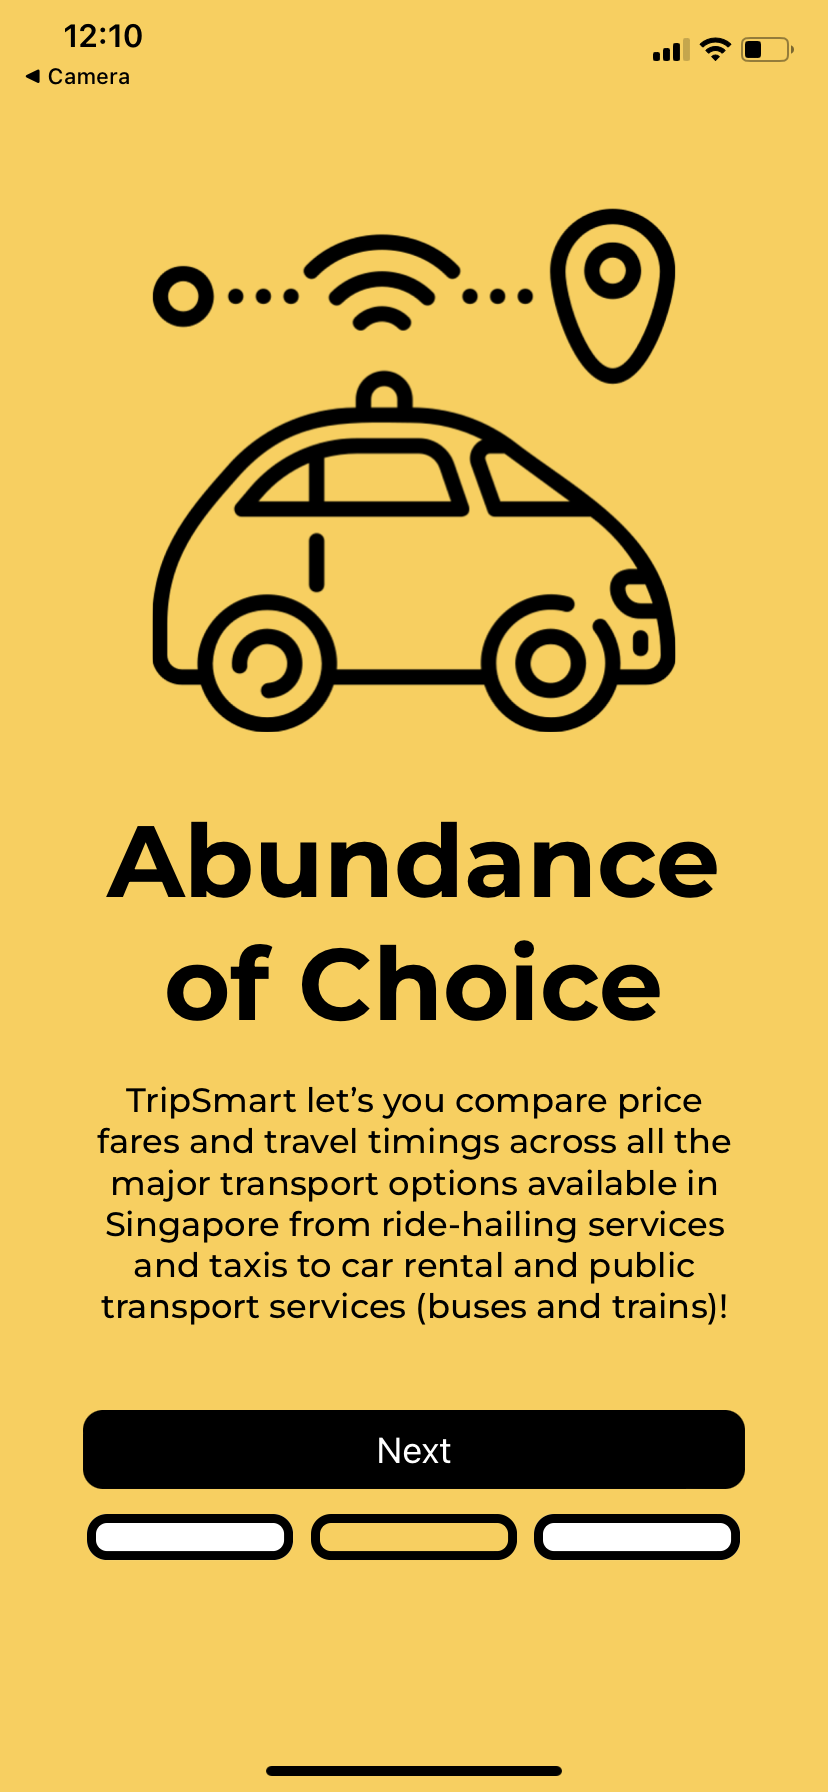 12:10
◀ Camera
Abundance
of Choice
TripSmart let’s you compare price
fares and travel timings across all the
major transport options available in
Singapore from ride-hailing services
and taxis to car rental and public
transport services (buses and trains)!
Next